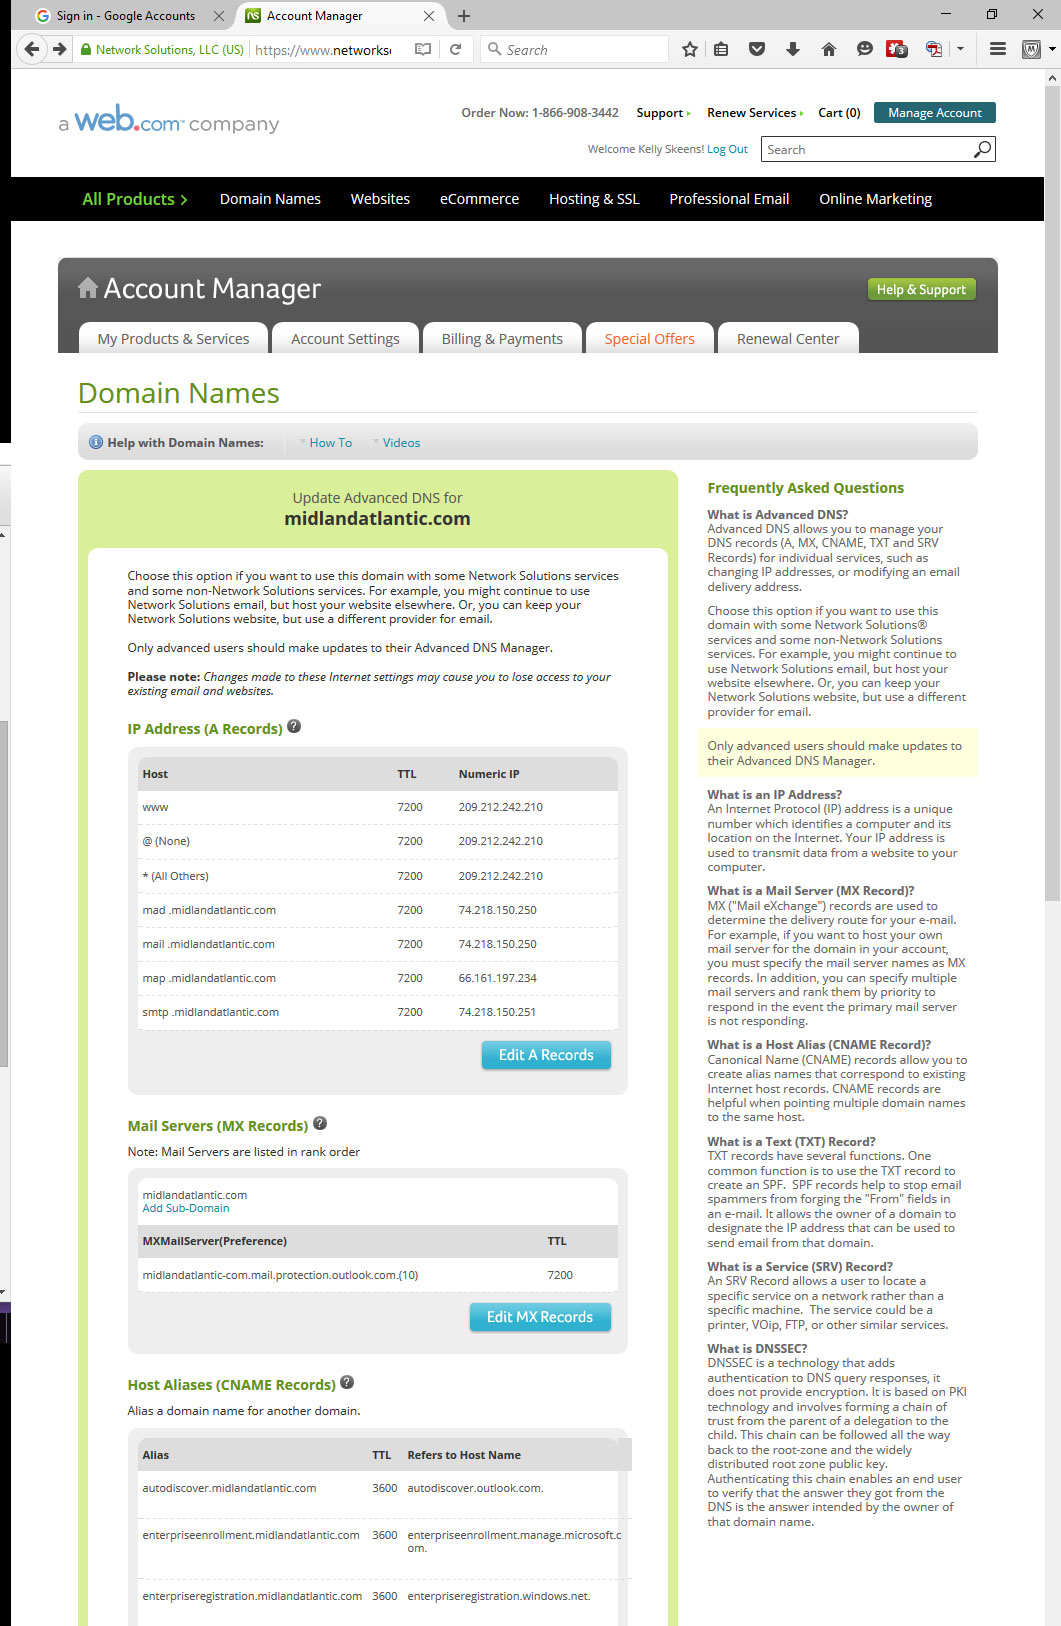 Sign in - Google Accounts
Account Manager
Network Solutions, LLC (US)
https://www.networks
Search
3
a web.com company
Order Now: 1-866-908-3442
Support
Renew Services
Cart (0)
Manage Account
Welcome Kelly Skeens! Log Out
Search
All Products >
Domain Names
Websites
eCommerce
Hosting & SSL
Professional Email
Online Marketing
Account Manager
Help & Support
My Products & Services
Account Settings
Billing & Payments
Special Offers
Renewal Center
Domain Names
Help with Domain Names:
How To
Videos
Update Advanced DNS for
midlandatlantic.com
Choose this option if you want to use this domain with some Network Solutions services
and some non-Network Solutions services. For example, you might continue to use
Network Solutions email, but host your website elsewhere. Or, you can keep your
Network Solutions website, but use a different provider for email.
Only advanced users should make updates to their Advanced DNS Manager.
Please note: Changes made to these Internet settings may cause you to lose access to your
existing email and websites.
IP Address (A Records) ?
Host TTL Numeric IP
www 7200 209.212.242.210
@ (None) 7200 209.212.242.210
* (All Others) 7200 209.212.242.210
mad .midlandatlantic.com 7200 74.218.150.250
mail .midlandatlantic.com 7200 74.218.150.250
map .midlandatlantic.com 7200 66.161.197.234
smtp .midlandatlantic.com 7200 74.218.150.251
Edit A Records
Mail Servers (MX Records) ?
Note: Mail Servers are listed in rank order
midlandatlantic.com
Add Sub-Domain
MXMailServer(Preference) TTL
midlandatlantic-com.mail.protection.outlook.com.(10) 7200
Edit MX Records
Host Aliases (CNAME Records) ?
Alias a domain name for another domain.
Alias TTL Refers to Host Name
autodiscover.midlandatlantic.com 3600 autodiscover.outlook.com.
enterpriseenrollment.midlandatlantic.com 3600 enterpriseenrollment.manage.microsoft.c
om.
enterpriseregistration.midlandatlantic.com 3600 enterpriseregistration.windows.net.
Frequently Asked Questions
What is Advanced DNS?
Advanced DNS allows you to manage your
DNS records (A, MX, CNAME, TXT and SRV
Records) for individual services, such as
changing IP addresses, or modifying an email
delivery address.
Choose this option if you want to use this
domain with some Network Solutions®
services and some non-Network Solutions
services. For example, you might continue to
use Network Solutions email, but host your
website elsewhere. Or, you can keep your
Network Solutions website, but use a different
provider for email.
Only advanced users should make updates to
their Advanced DNS Manager.
What is an IP Address?
An Internet Protocol (IP) address is a unique
number which identifies a computer and its
location on the Internet. Your IP address is
used to transmit data from a website to your
computer.
What is a Mail Server (MX Record)?
MX ("Mail eXchange") records are used to
determine the delivery route for your e-mail.
For example, if you want to host your own
mail server for the domain in your account,
you must specify the mail server names as MX
records. In addition, you can specify multiple
mail servers and rank them by priority to
respond in the event the primary mail server
is not responding.
What is a Host Alias (CNAME Record)?
Canonical Name (CNAME) records allow you to
create alias names that correspond to existing
Internet host records. CNAME records are
helpful when pointing multiple domain names
to the same host.
What is a Text (TXT) Record?
TXT records have several functions. One
common function is to use the TXT record to
create an SPF. SPF records help to stop email
spammers from forging the "From" fields in
an e-mail. It allows the owner of a domain to
designate the IP address that can be used to
send email from that domain.
What is a Service (SRV) Record?
An SRV Record allows a user to locate a
specific service on a network rather than a
specific machine. The service could be a
printer, VOip, FTP, or other similar services.
What is DNSSEC?
DNSSEC is a technology that adds
authentication to DNS query responses, it
does not provide encryption. It is based on PKI
technology and involves forming a chain of
trust from the parent of a delegation to the
child. This chain can be followed all the way
back to the root-zone and the widely
distributed root zone public key.
Authenticating this chain enables an end user
to verify that the answer they got from the
DNS is the answer intended by the owner of
that domain name.